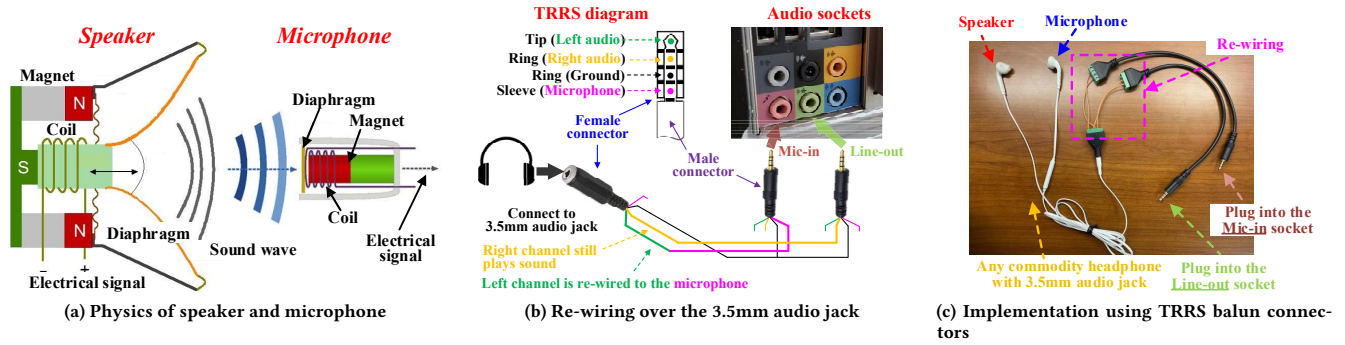 Speaker
Microphone
Magnet
N
Coil
S
N
Diaphragm
Electrical signal
−
+
Sound wave
Diaphragm
Magnet
Coil
Electrical
signal
(a) Physics of speaker and microphone
TRRS diagram
Audio sockets
Tip (Left audio)
Ring (Right audio)
Ring (Ground)
Sleeve (Microphone)
Female
connector
Male
connector
Mic-in
Line-out
Connect to
3.5mm audio jack
Right channel still
plays sound
Left channel is re-wired to the microphone
(b) Re-wiring over the 3.5mm audio jack
Speaker
Microphone
Re-wiring
Plug into the
Mic-in socket
Any commodity headphone
with 3.5mm audio jack
Plug into the
Line-out
socket
(c) Implementation using TRRS balun connec-
tors